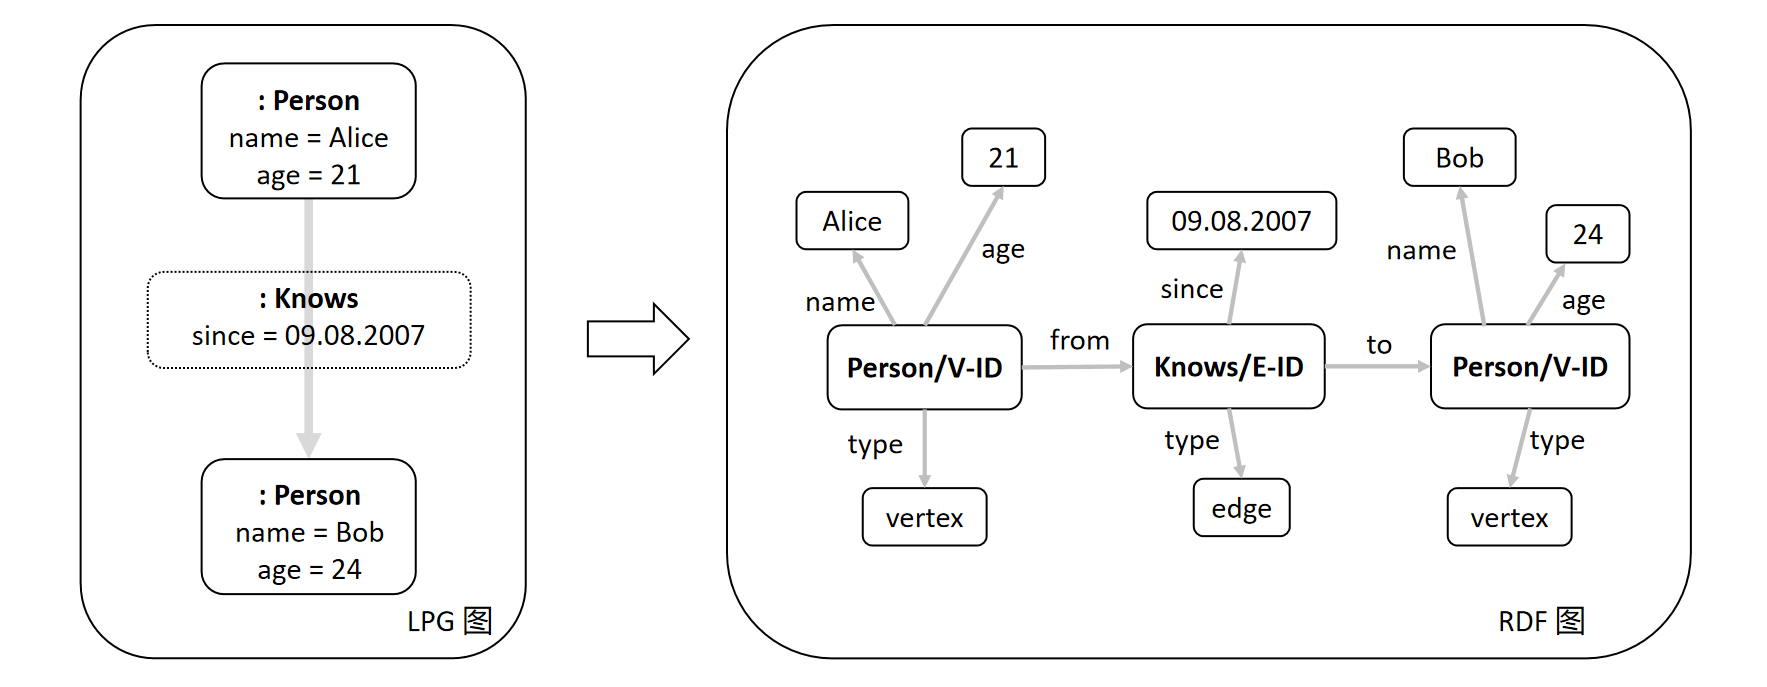 : Person
name = Alice
age = 21
: Knows
since = 09.08.2007
: Person
name = Bob
age = 24
LPG 图
21
Bob
Alice
09.08.2007
24
age
name
name
since
age
Person/V-ID
from
Knows/E-ID
to
Person/V-ID
type
type
type
vertex
edge
vertex
RDF 图